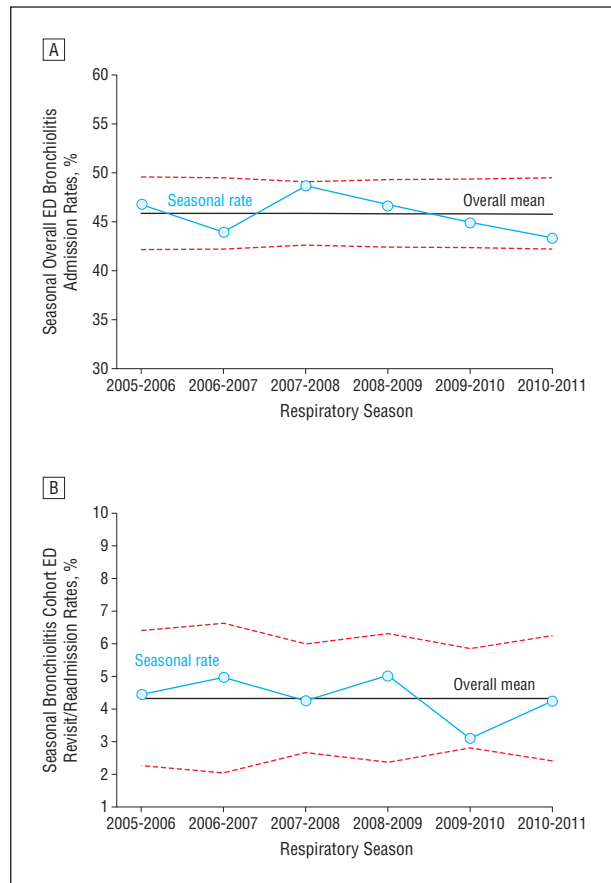 A
Seasonal Overall ED Bronchiolitis
Admission Rates, %
60
55
50
45
40
35
30
Seasonal rate
Overall mean
2005-2006 2006-2007 2007-2008 2008-2009 2009-2010 2010-2011
Respiratory Season
B
Seasonal Bronchiolitis Cohort ED
Revisit/Readmission Rates, %
10
9
8
7
6
5
4
3
2
1
Seasonal rate
Overall mean
2005-2006 2006-2007 2007-2008 2008-2009 2009-2010 2010-2011
Respiratory Season